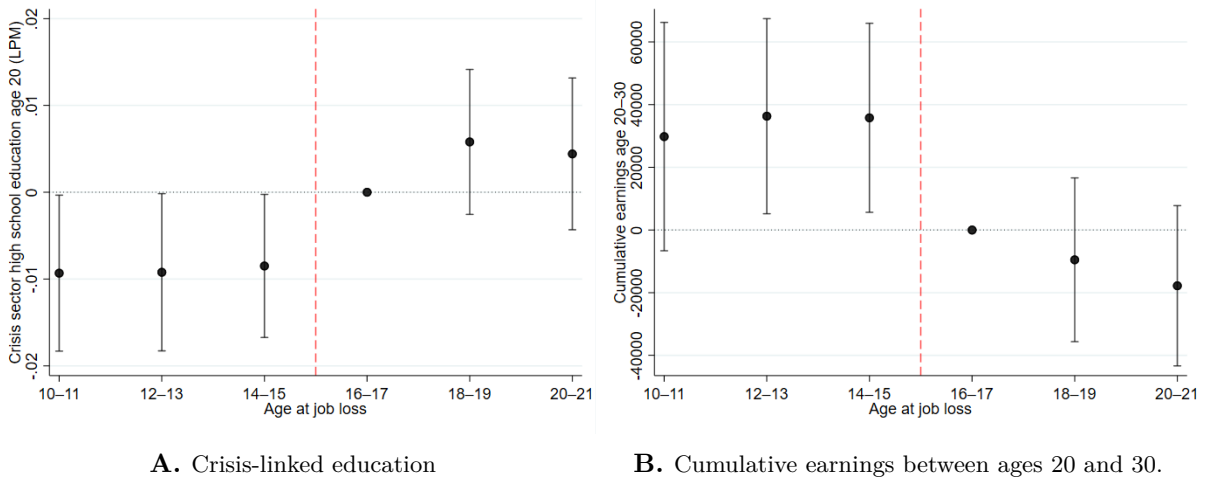 Crisis sector high school education age 20 (LPM)
.02
.01
0
-.01
-.02
10–11 12–13 14–15 16–17 18–19 20–21
Age at job loss
A. Crisis-linked education
Cumulative earnings age 20–30
60000
40000
20000
0
-20000
-40000
10–11 12–13 14–15 16–17 18–19 20–21
Age at job loss
B. Cumulative earnings between ages 20 and 30.